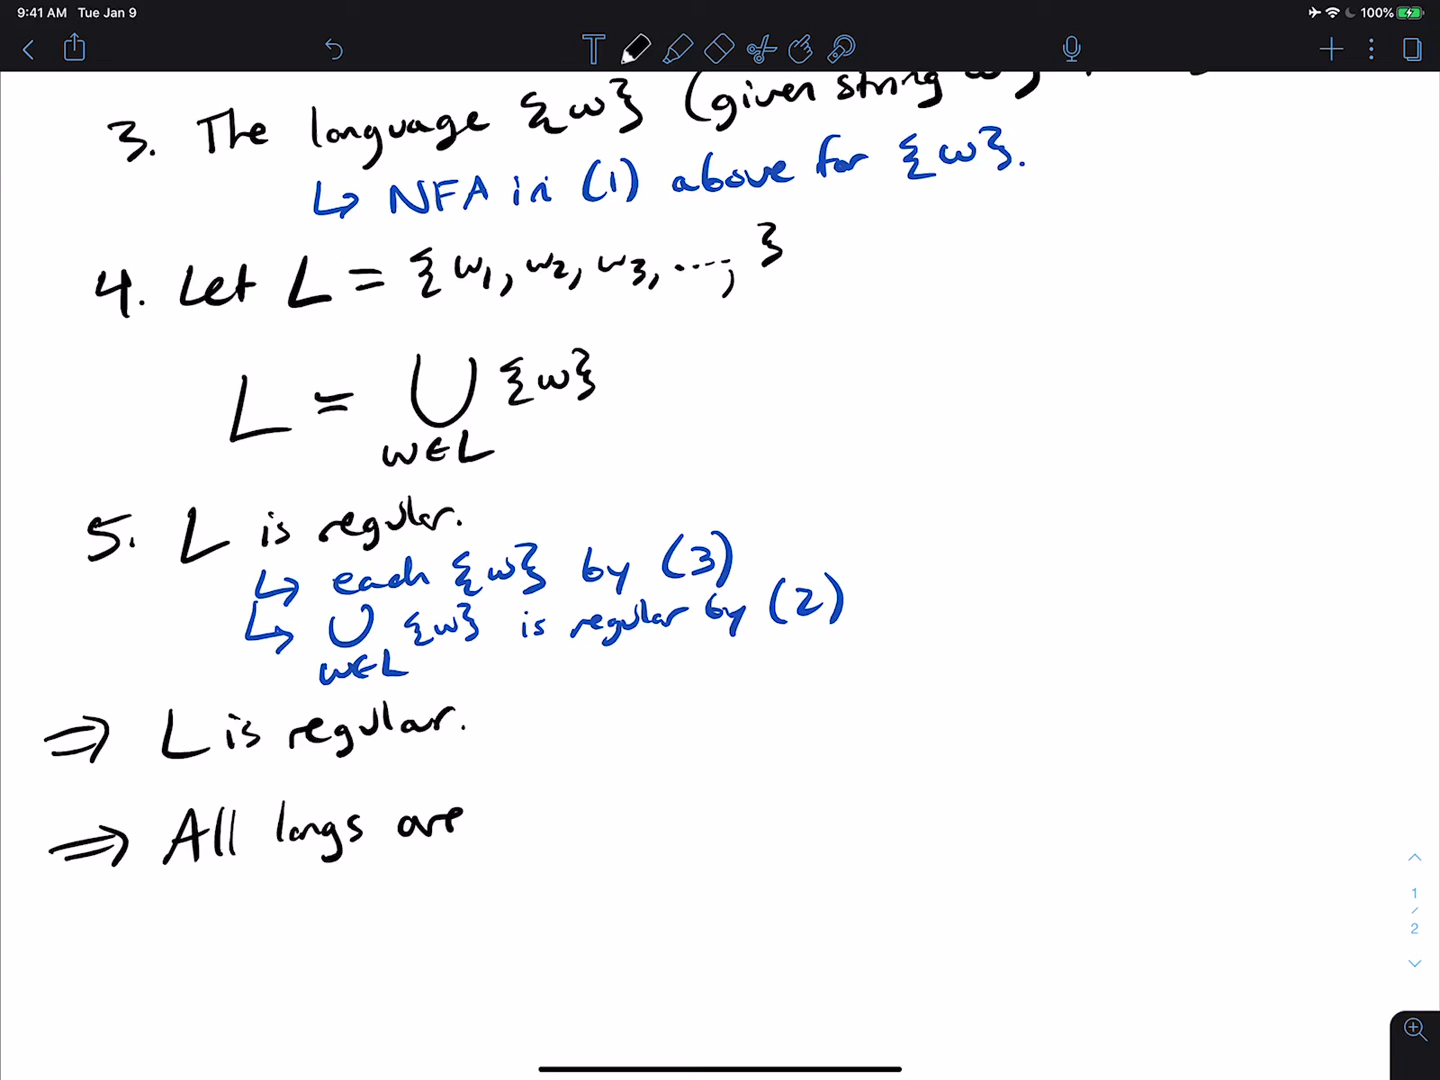 9:41 AM Tue Jan 9
100%
3. The language {w} (given string w)
↳ NFA in (1) above for {w}.
4. Let L = {w₁, w₂, w₃, ..., }
L = ⋃ {w}
w∈L
5. L is regular.
↳ each {w} by (3)
↳ ⋃ {w} is regular by (2)
w∈L
⇒ L is regular.
⇒ All langs are
1
/
2